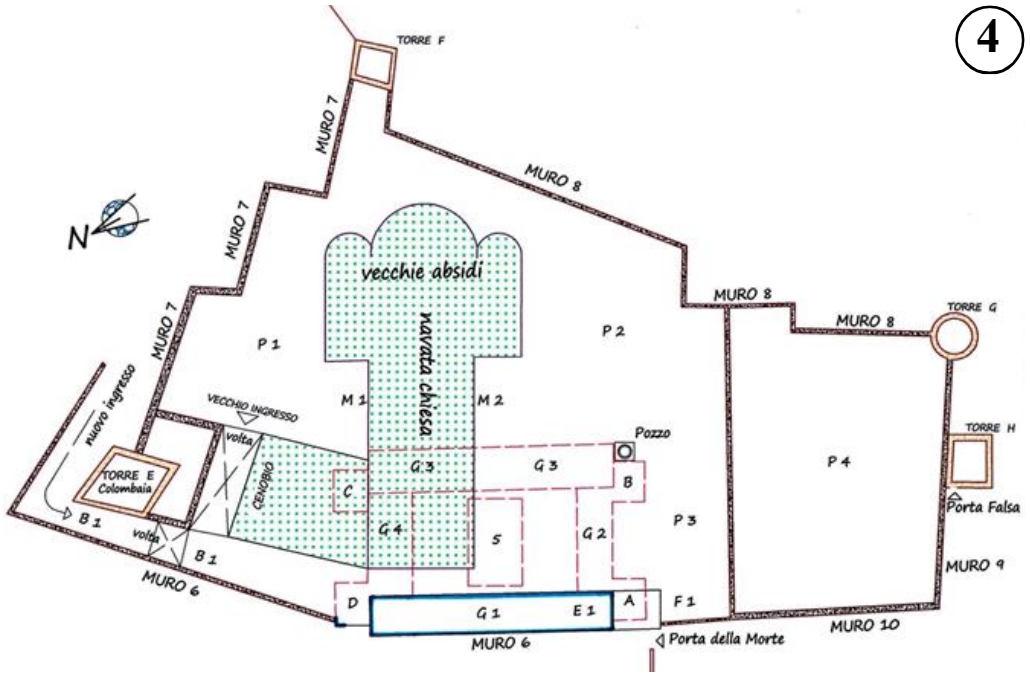 4
TORRE F
MURO 7
MURO 8
N
MURO 7
vecchie absidi
MURO 8
TORRE G
MURO 8
P 1
navata chiesa
P 2
MURO 7
nuovo ingresso
M 1
M 2
VECCHIO INGRESSO
volta
Pozzo
TORRE H
TORRE E
Colombaia
CENOBIO
C
G 3
G 3
B
P 4
Porta Falsa
B 1
volta
B 1
G 4
5
G 2
P 3
MURO 9
MURO 6
D
G 1
E 1
A
F 1
MURO 10
MURO 6
Porta della Morte